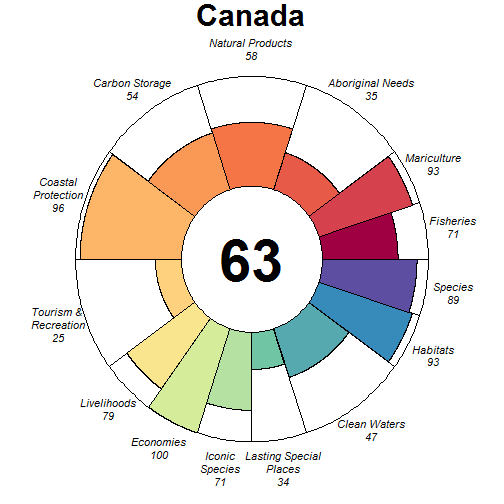 Canada
Natural Products
58
Carbon Storage
54
Aboriginal Needs
35
Mariculture
93
Coastal
Protection
96
Fisheries
71
63
Species
89
Tourism &
Recreation
25
Habitats
93
Livelihoods
79
Clean Waters
47
Economies
100
Iconic
Species
71
Lasting Special
Places
34